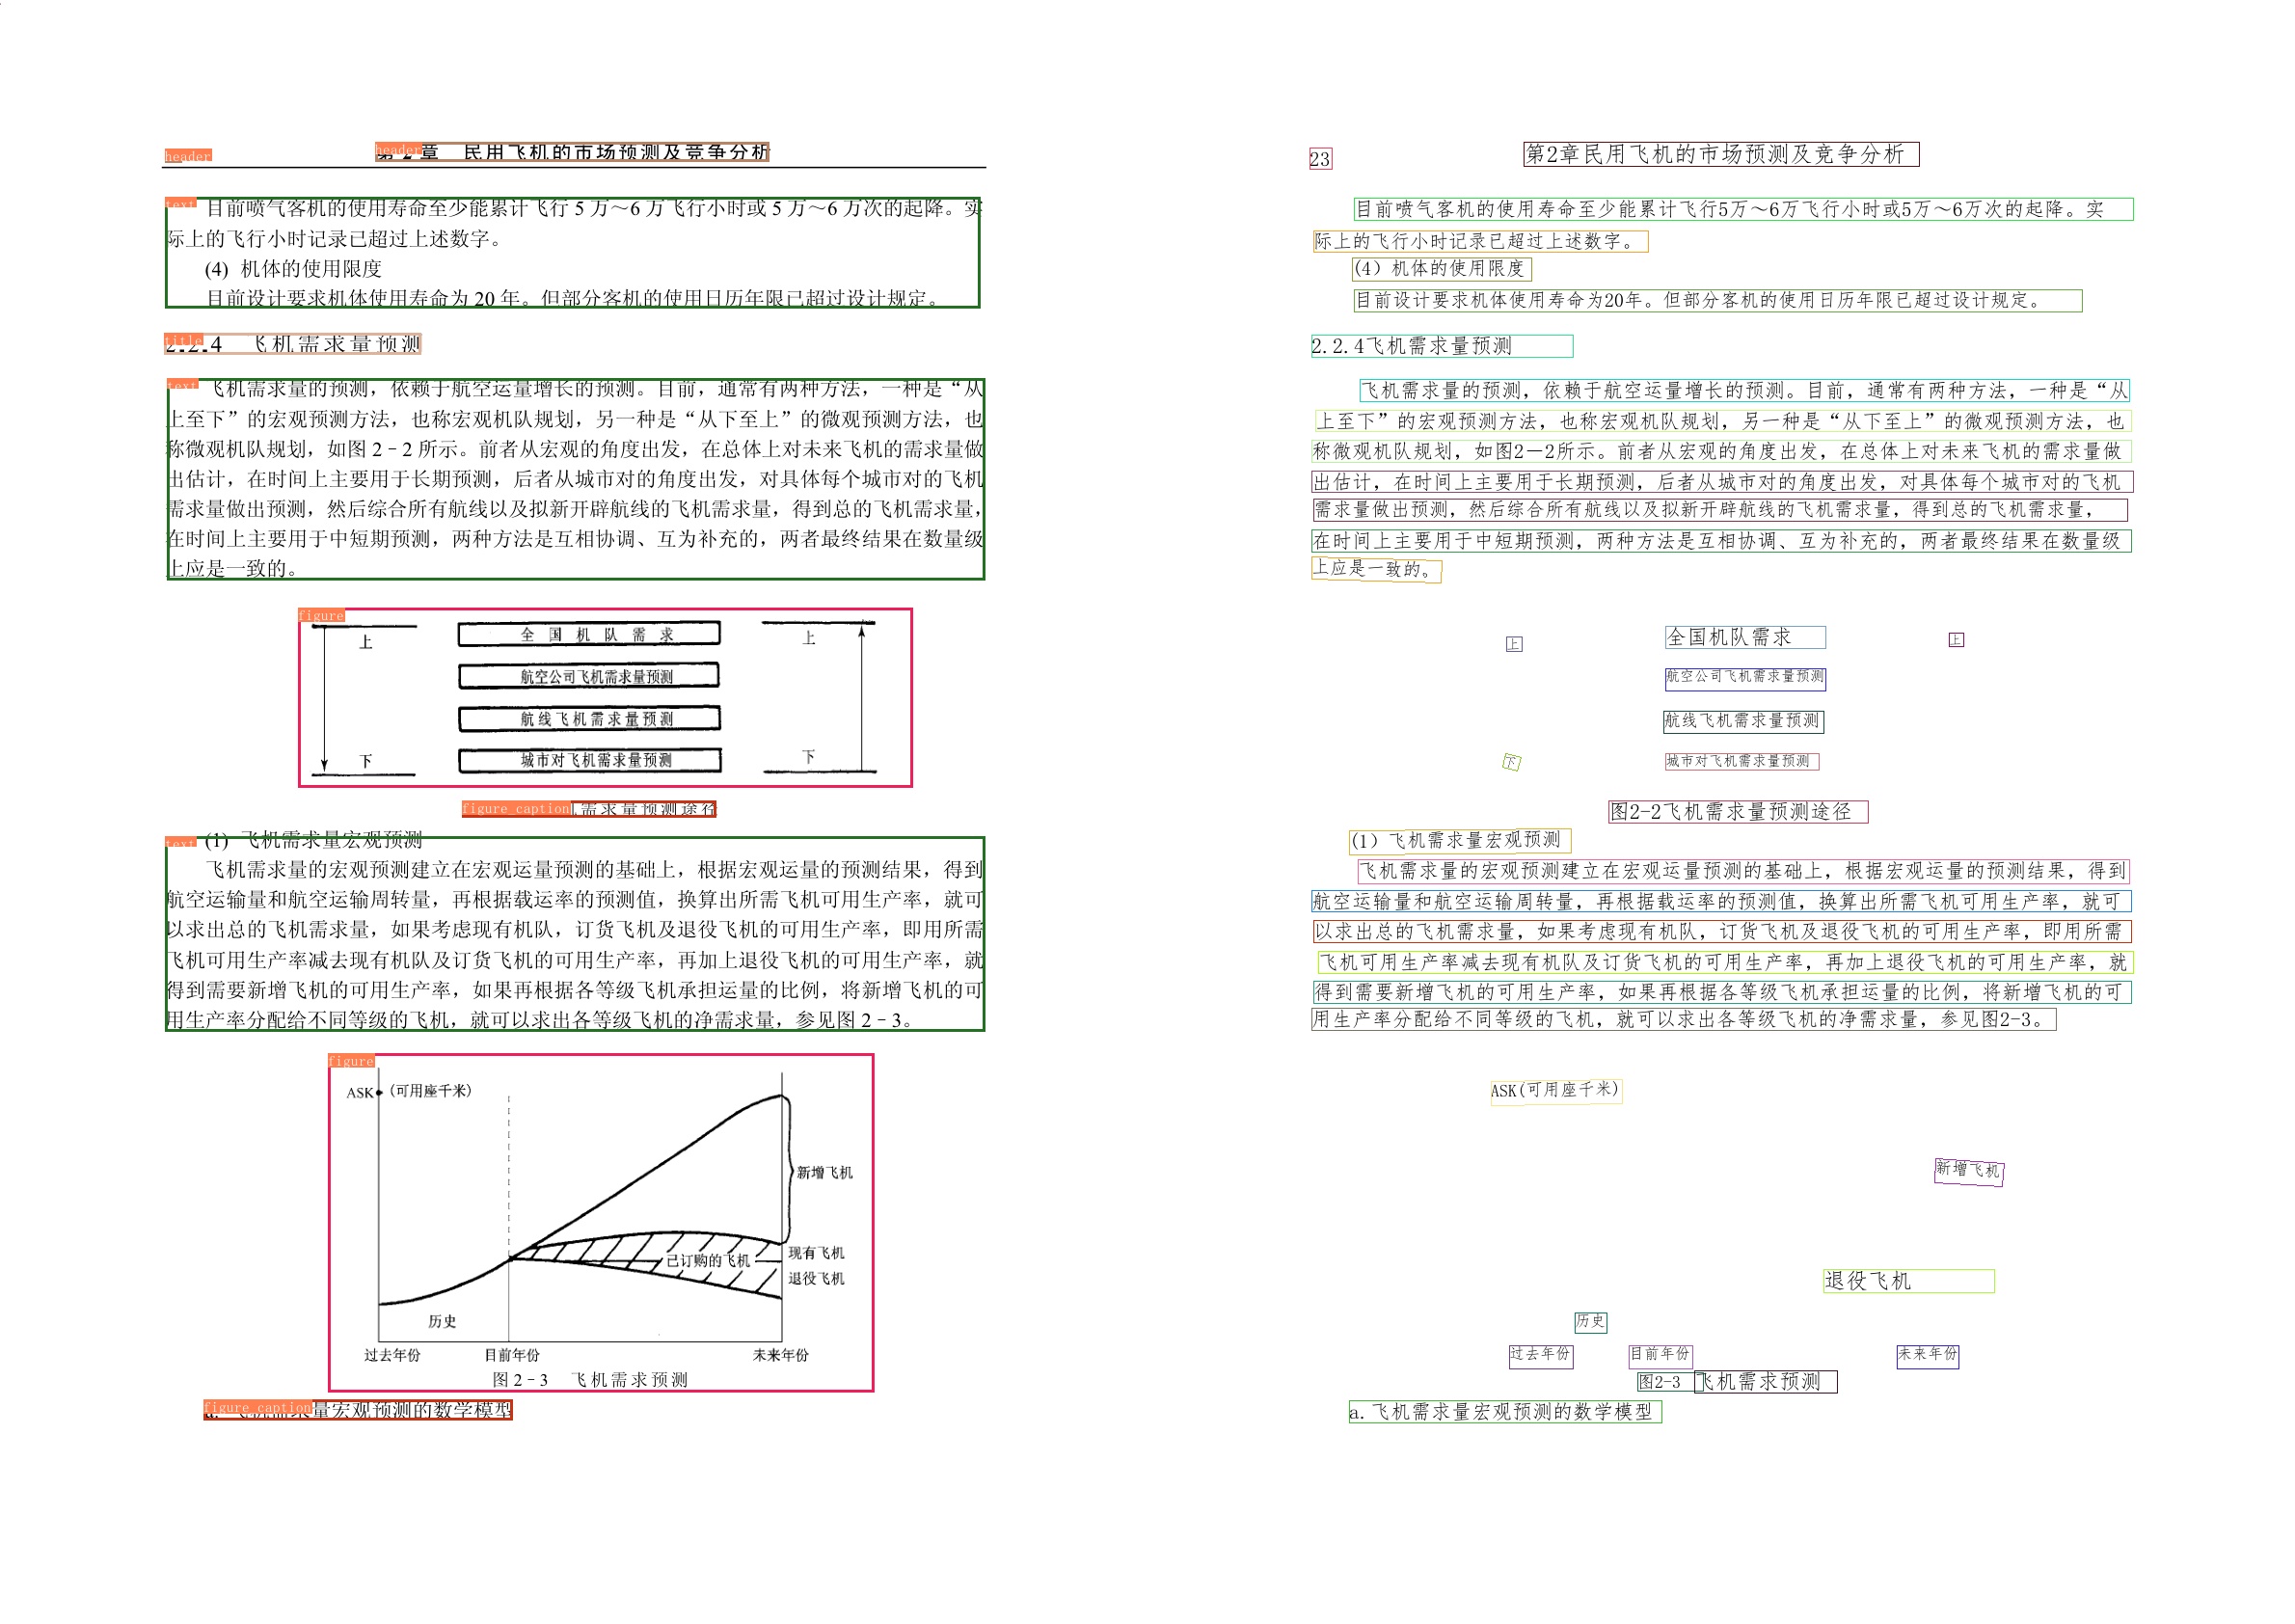 header
header
第 2 章 民用飞机的市场预测及竞争分析
text
目前喷气客机的使用寿命至少能累计飞行 5 万～6 万飞行小时或 5 万～6 万次的起降。实
际上的飞行小时记录已超过上述数字。
(4) 机体的使用限度
目前设计要求机体使用寿命为 20 年。但部分客机的使用日历年限已超过设计规定。
title
2.2.4 飞机需求量预测
text
飞机需求量的预测，依赖于航空运量增长的预测。目前，通常有两种方法，一种是“从
上至下”的宏观预测方法，也称宏观机队规划，另一种是“从下至上”的微观预测方法，也
称微观机队规划，如图 2－2 所示。前者从宏观的角度出发，在总体上对未来飞机的需求量做
出估计，在时间上主要用于长期预测，后者从城市对的角度出发，对具体每个城市对的飞机
需求量做出预测，然后综合所有航线以及拟新开辟航线的飞机需求量，得到总的飞机需求量，
在时间上主要用于中短期预测，两种方法是互相协调、互为补充的，两者最终结果在数量级
上应是一致的。
figure
上 全国机队需求 上
航空公司飞机需求量预测
航线飞机需求量预测
下 城市对飞机需求量预测 下
figure_caption 需求量预测途径
text
(1) 飞机需求量宏观预测
飞机需求量的宏观预测建立在宏观运量预测的基础上，根据宏观运量的预测结果，得到
航空运输量和航空运输周转量，再根据载运率的预测值，换算出所需飞机可用生产率，就可
以求出总的飞机需求量，如果考虑现有机队，订货飞机及退役飞机的可用生产率，即用所需
飞机可用生产率减去现有机队及订货飞机的可用生产率，再加上退役飞机的可用生产率，就
得到需要新增飞机的可用生产率，如果再根据各等级飞机承担运量的比例，将新增飞机的可
用生产率分配给不同等级的飞机，就可以求出各等级飞机的净需求量，参见图 2－3。
figure
ASK（可用座千米）
新增飞机
现有飞机
已订购的飞机
退役飞机
历史
过去年份 目前年份 未来年份
图 2－3 飞机需求预测
figure_caption
a. 飞机需求量宏观预测的数学模型
23
第2章民用飞机的市场预测及竞争分析
目前喷气客机的使用寿命至少能累计飞行5万～6万飞行小时或5万～6万次的起降。实
际上的飞行小时记录已超过上述数字。
(4）机体的使用限度
目前设计要求机体使用寿命为20年。但部分客机的使用日历年限已超过设计规定。
2.2.4飞机需求量预测
飞机需求量的预测，依赖于航空运量增长的预测。目前，通常有两种方法，一种是“从
上至下”的宏观预测方法，也称宏观机队规划，另一种是“从下至上”的微观预测方法，也
称微观机队规划，如图2－2所示。前者从宏观的角度出发，在总体上对未来飞机的需求量做
出估计，在时间上主要用于长期预测，后者从城市对的角度出发，对具体每个城市对的飞机
需求量做出预测，然后综合所有航线以及拟新开辟航线的飞机需求量，得到总的飞机需求量，
在时间上主要用于中短期预测，两种方法是互相协调、互为补充的，两者最终结果在数量级
上应是一致的。
上 全国机队需求 上
航空公司飞机需求量预测
航线飞机需求量预测
下 城市对飞机需求量预测
图2-2飞机需求量预测途径
(1）飞机需求量宏观预测
飞机需求量的宏观预测建立在宏观运量预测的基础上，根据宏观运量的预测结果，得到
航空运输量和航空运输周转量，再根据载运率的预测值，换算出所需飞机可用生产率，就可
以求出总的飞机需求量，如果考虑现有机队，订货飞机及退役飞机的可用生产率，即用所需
飞机可用生产率减去现有机队及订货飞机的可用生产率，再加上退役飞机的可用生产率，就
得到需要新增飞机的可用生产率，如果再根据各等级飞机承担运量的比例，将新增飞机的可
用生产率分配给不同等级的飞机，就可以求出各等级飞机的净需求量，参见图2-3。
ASK(可用座千米)
新增飞机
退役飞机
历史
过去年份 目前年份 未来年份
图2-3 飞机需求预测
a.飞机需求量宏观预测的数学模型